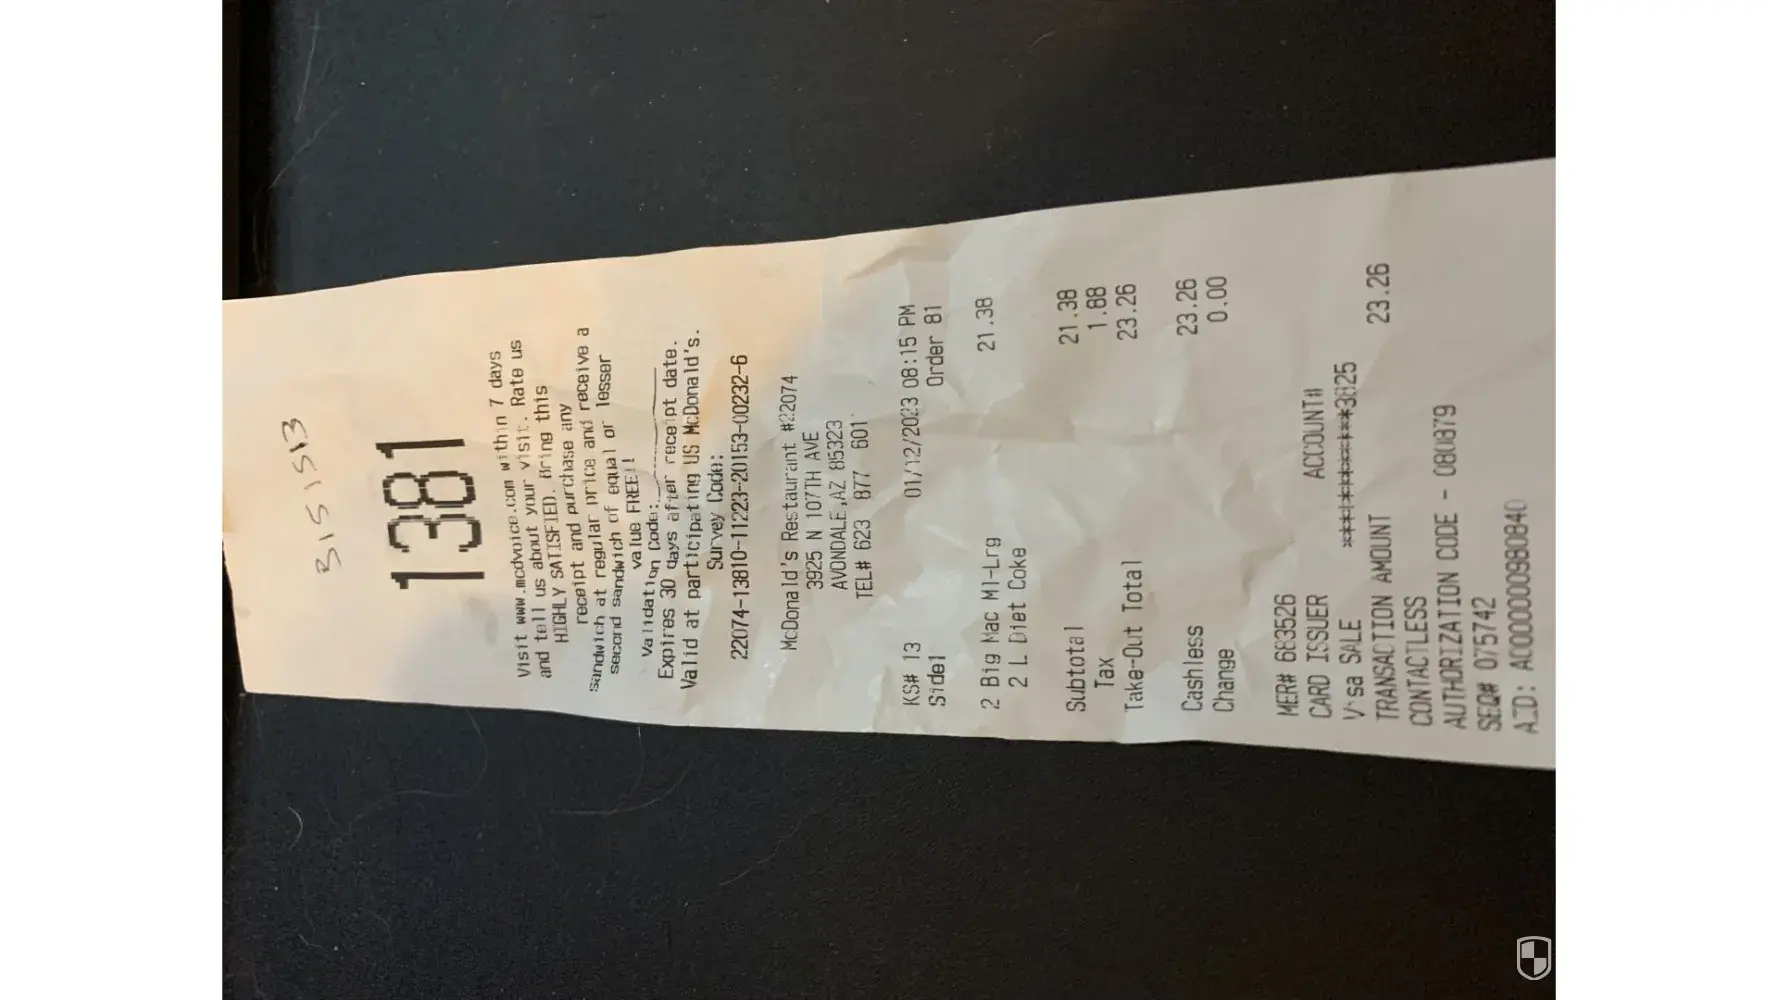 1381
Visit www.mcdvoice.com within 7 days
and tell us about your visit. Rate us
HIGHLY SATISFIED. Bring this
receipt and purchase any
sandwich at regular price and receive a
second sandwich of equal or lesser
value FREE!!
Validation Code:
Expires 30 days after receipt date.
Valid at participating US McDonald's.
Survey Code:
22074-13810-11223-20153-00232-6
McDonald's Restaurant #22074
3925 N 107TH AVE
AVONDALE,AZ 85323
TEL# 623 877 601
KS# 13 01/12/2023 08:15 PM
Side1 Order 81
2 Big Mac Ml-Lrg 21.38
2 L Diet Coke
Subtotal 21.38
Tax 1.88
Take-Out Total 23.26
Cashless 23.26
Change 0.00
MER# 683526
CARD ISSUER ACCOUNT#
Visa SALE
TRANSACTION AMOUNT 23.26
CONTACTLESS
AUTHORIZATION CODE - 080879
SEQ# 075742
AID: